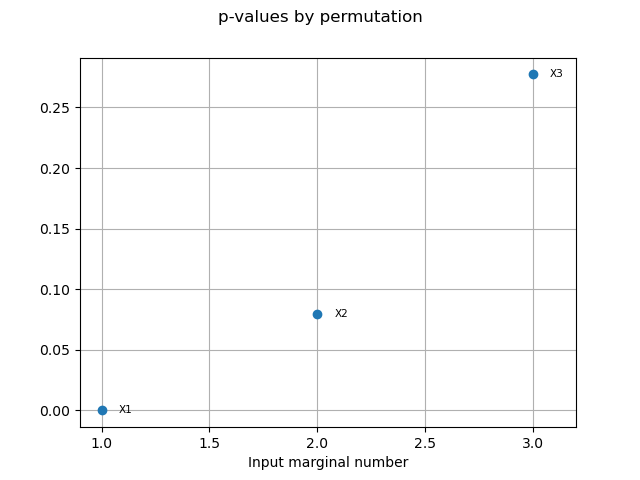 p-values by permutation
0.25
0.20
0.15
0.10
0.05
0.00
X3
X2
X1
1.0 1.5 2.0 2.5 3.0
Input marginal number